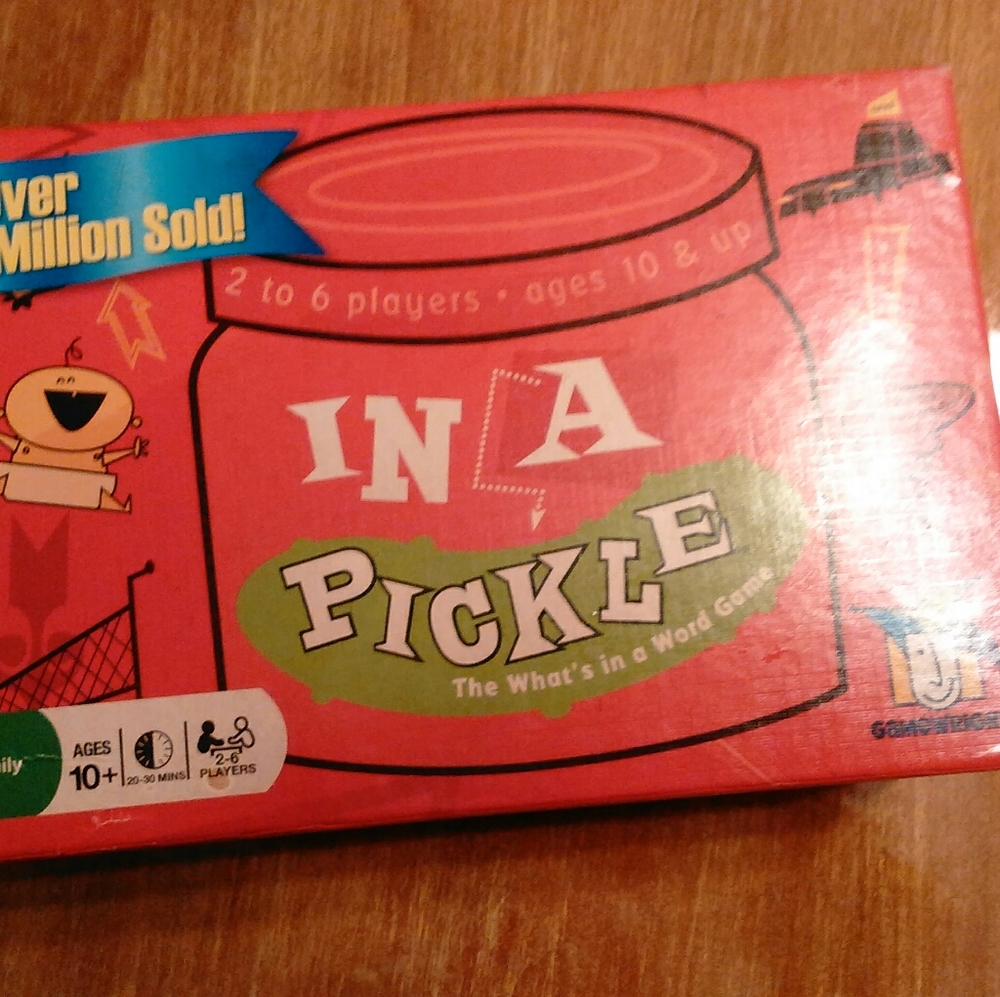 ver
Million Sold!
2 to 6 players • ages 10 & up
IN A
PICKLE
The What's in a Word Game
ily
AGES
10+
20-30 MINS
2-6
PLAYERS